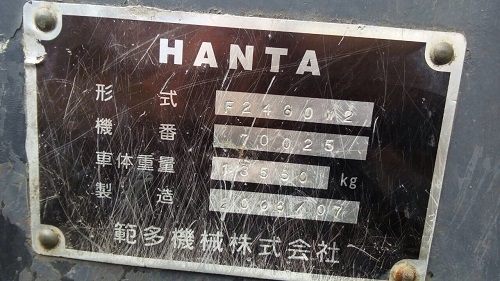 HANTA
形式 F2460W2
機番 70025
車体重量 13550 kg
製造 2008/07
範多機械株式会社